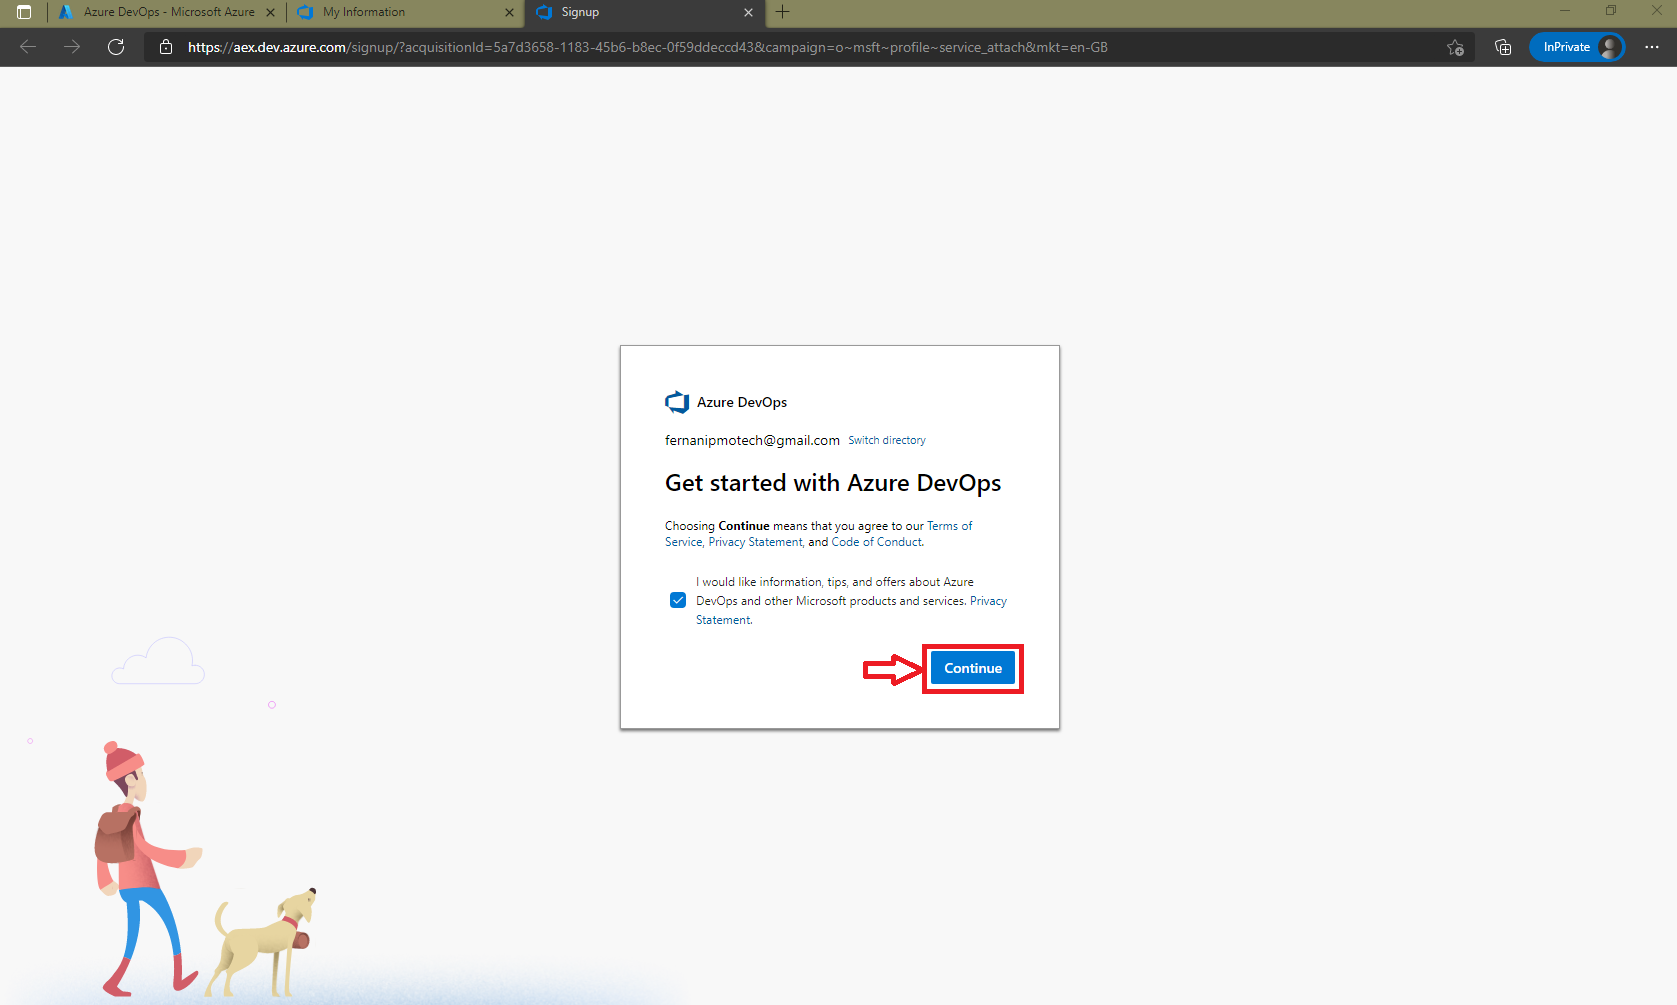 Azure DevOps - Microsoft Azure
My Information
Signup
https://aex.dev.azure.com/signup/?acquisitionId=5a7d3658-1183-45b6-b8ec-0f59ddeccd43&campaign=o~msft~profile~service_attach&mkt=en-GB
InPrivate
Azure DevOps
fernanipmotech@gmail.com Switch directory
Get started with Azure DevOps
Choosing Continue means that you agree to our Terms of
Service, Privacy Statement, and Code of Conduct.
I would like information, tips, and offers about Azure
DevOps and other Microsoft products and services. Privacy
Statement.
Continue